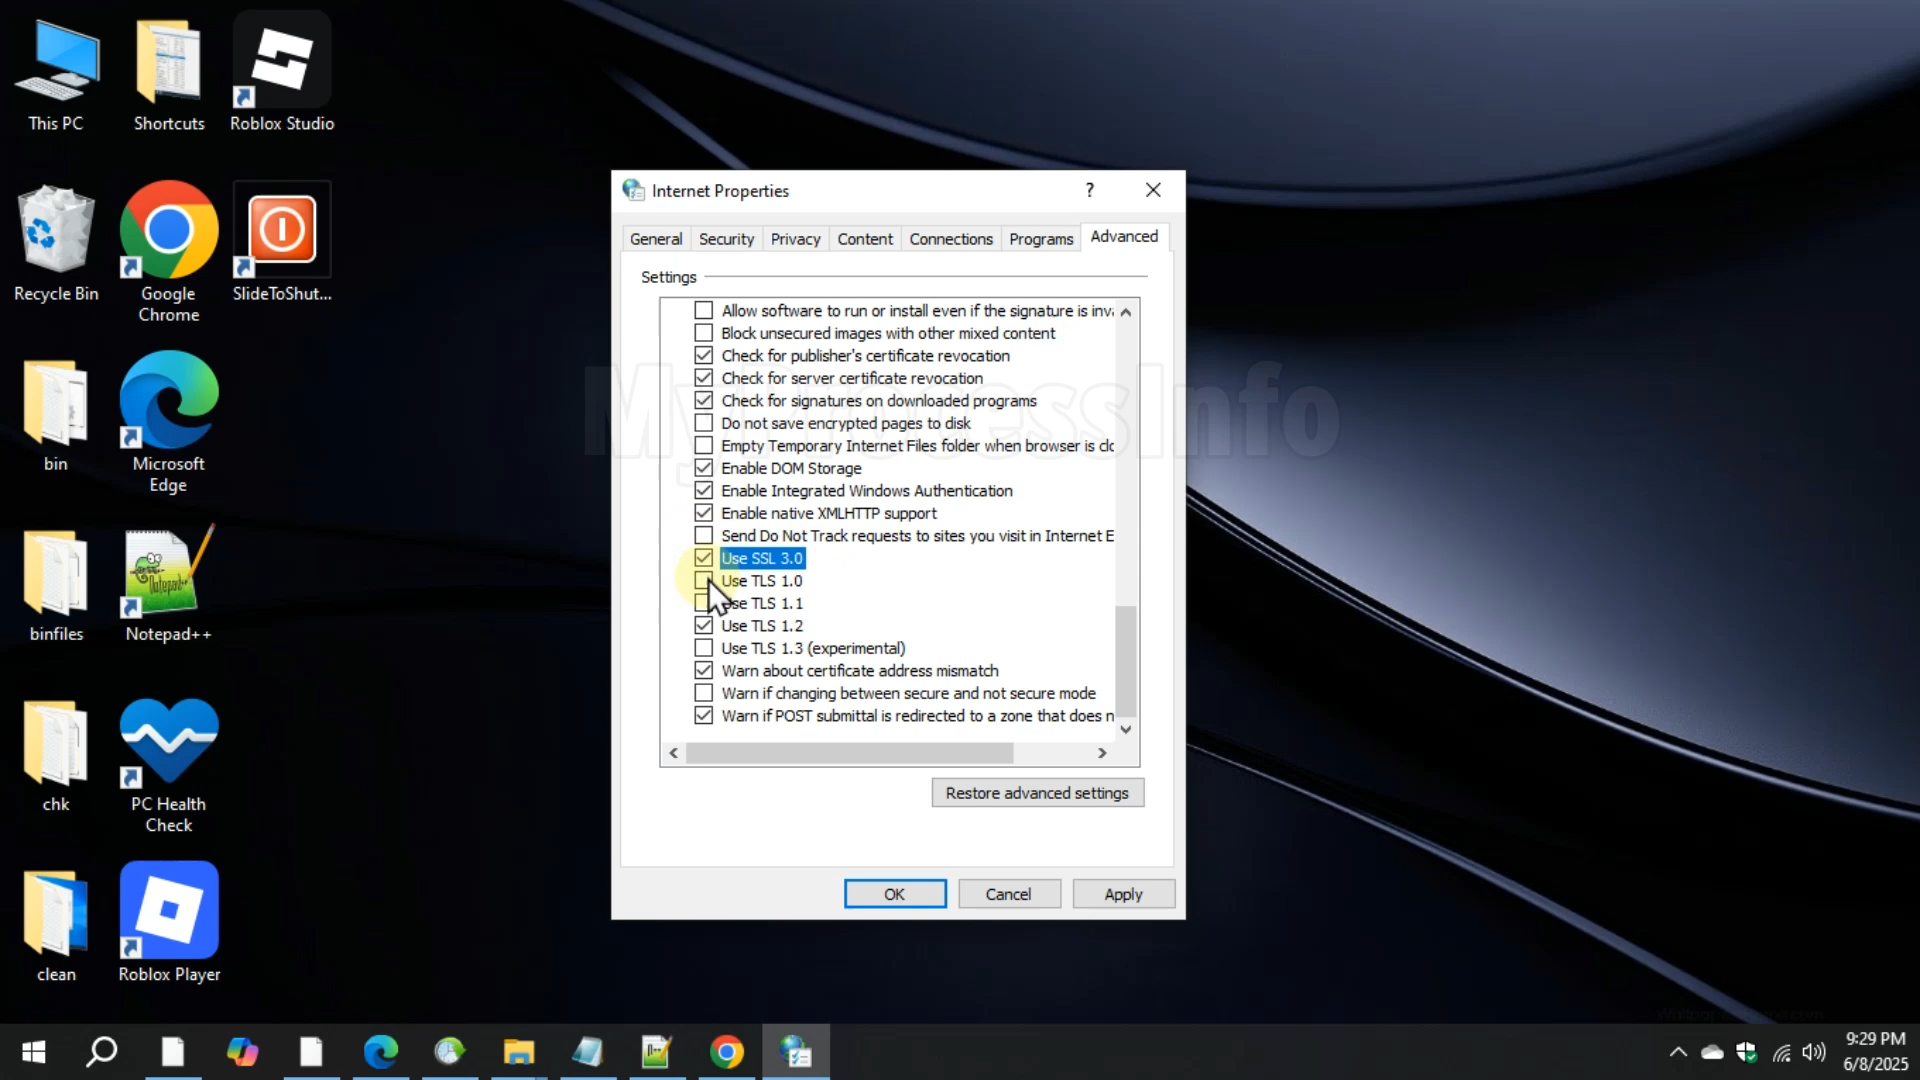 This PC
Shortcuts
Roblox Studio
Recycle Bin
Google
Chrome
SlideToShut...
bin
Microsoft
Edge
binfiles
Notepad++
chk
PC Health
Check
clean
Roblox Player
Internet Properties
?
General
Security
Privacy
Content
Connections
Programs
Advanced
Settings
Allow software to run or install even if the signature is inva
Block unsecured images with other mixed content
Check for publisher's certificate revocation
Check for server certificate revocation
Check for signatures on downloaded programs
Do not save encrypted pages to disk
Empty Temporary Internet Files folder when browser is clo
Enable DOM Storage
Enable Integrated Windows Authentication
Enable native XMLHTTP support
Send Do Not Track requests to sites you visit in Internet E
Use SSL 3.0
Use TLS 1.0
Use TLS 1.1
Use TLS 1.2
Use TLS 1.3 (experimental)
Warn about certificate address mismatch
Warn if changing between secure and not secure mode
Warn if POST submittal is redirected to a zone that does n
MyProcessInfo
Restore advanced settings
OK
Cancel
Apply
9:29 PM
6/8/2025